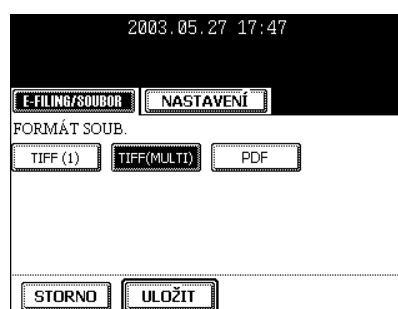 2003.05.27 17:47
E-FILING/SOUBOR NASTAVENÍ
FORMÁT SOUB.
TIFF (1) TIFF(MULTI) PDF
STORNO ULOŽIT